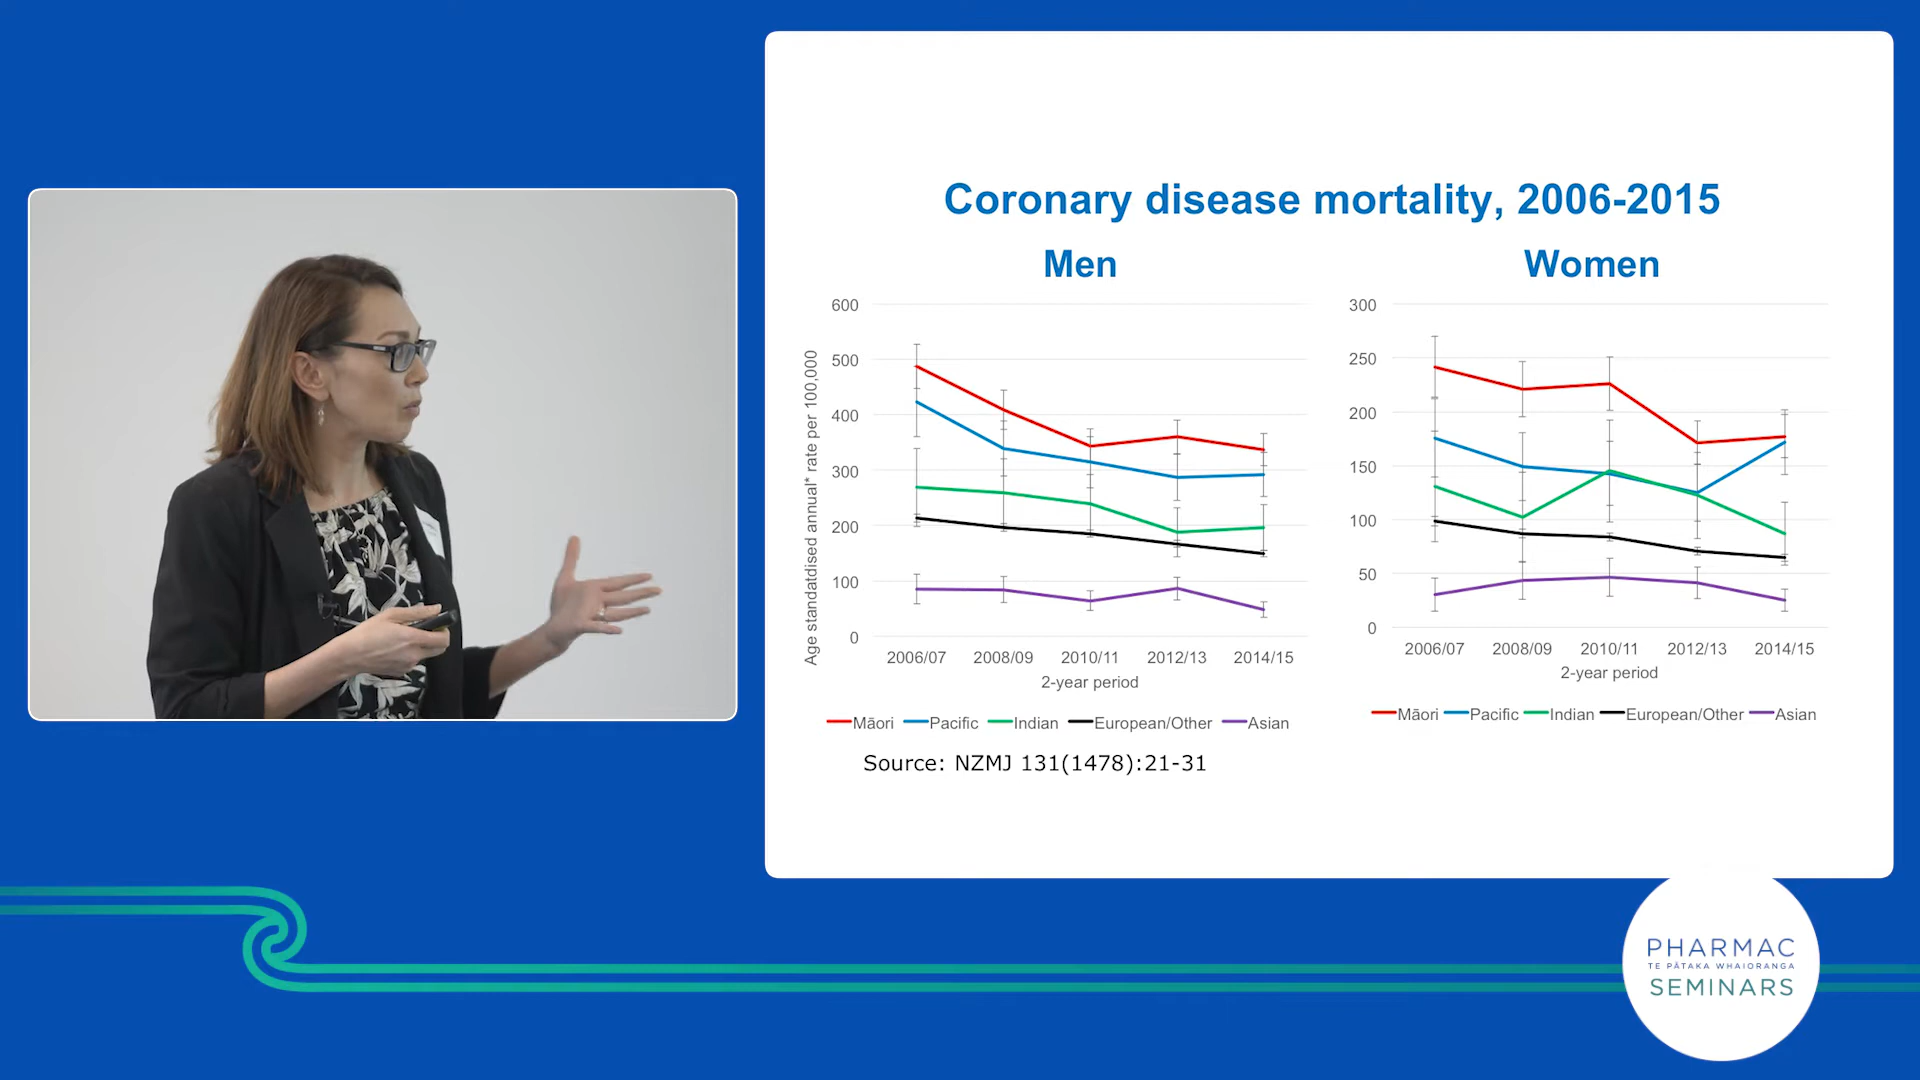 Coronary disease mortality, 2006-2015
Men
Women
Age standatdised annual* rate per 100,000
600
500
400
300
200
100
0
2006/07 2008/09 2010/11 2012/13 2014/15
2-year period
Māori Pacific Indian European/Other Asian
300
250
200
150
100
50
0
2006/07 2008/09 2010/11 2012/13 2014/15
2-year period
Māori Pacific Indian European/Other Asian
Source: NZMJ 131(1478):21-31
PHARMAC
TE PĀTAKA WHAIORANGA
SEMINARS